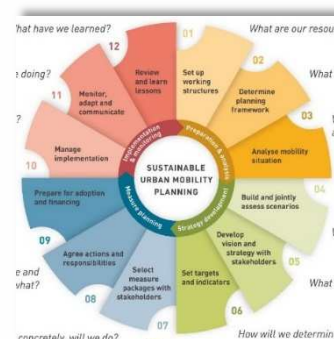 What have we learned?
What are our resou
e doing?
What
?
What
e and
what?
What
concretely, will we do?
How will we determin
SUSTAINABLE
URBAN MOBILITY
PLANNING
Preparation & analysis
Strategy development
Measure planning
Implementation
& monitoring
01
Set up
working
structures
02
Determine
planning
framework
03
Analyse mobility
situation
04
Build and jointly
assess scenarios
05
Develop
vision and
strategy with
stakeholders
06
Set targets
and indicators
07
Select
measure
packages with
stakeholders
08
Agree actions and
responsibilities
09
Prepare for adoption
and financing
10
Manage
implementation
11
Monitor,
adapt and
communicate
12
Review
and learn
lessons